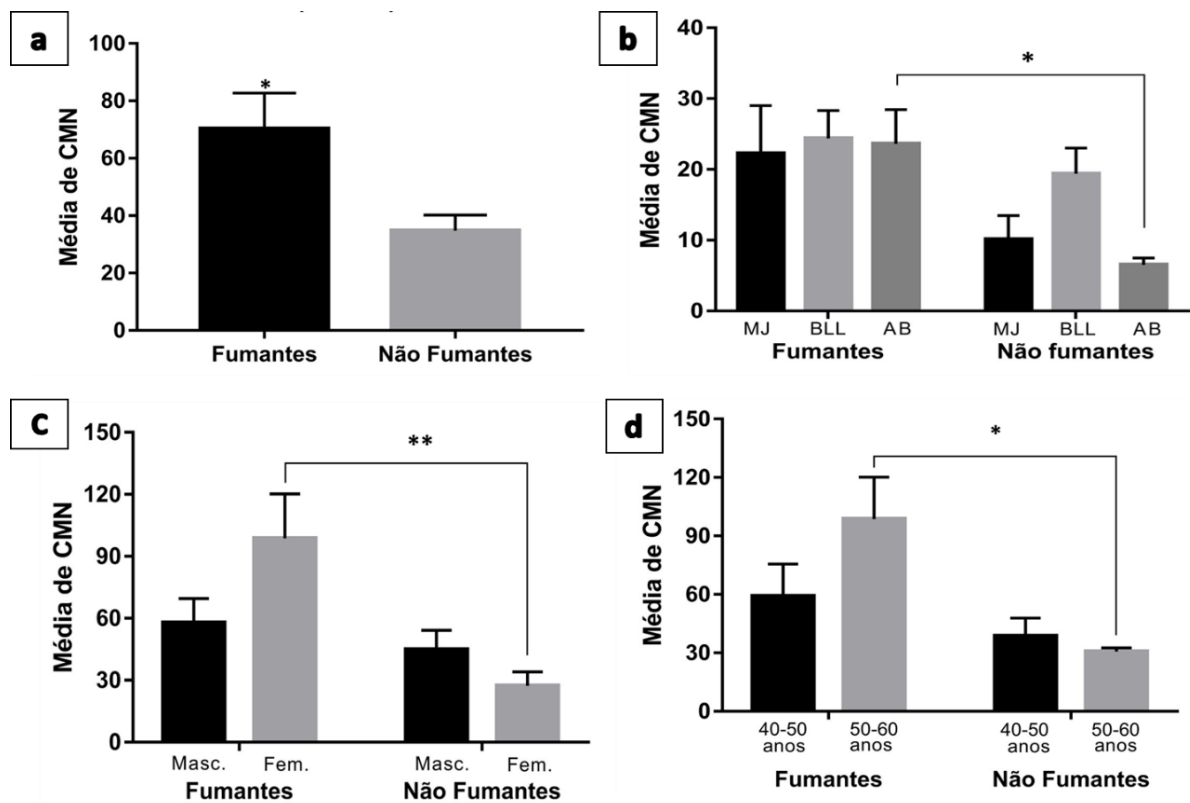 a
Média de CMN
100
80
60
40
20
0
*
Fumantes Não Fumantes
b
Média de CMN
40
30
20
10
0
*
MJ BLL AB MJ BLL AB
Fumantes Não fumantes
c
Média de CMN
150
120
90
60
30
0
**
Masc. Fem. Masc. Fem.
Fumantes Não Fumantes
d
Média de CMN
150
120
90
60
30
0
*
40-50 50-60 40-50 50-60
anos anos anos anos
Fumantes Não Fumantes